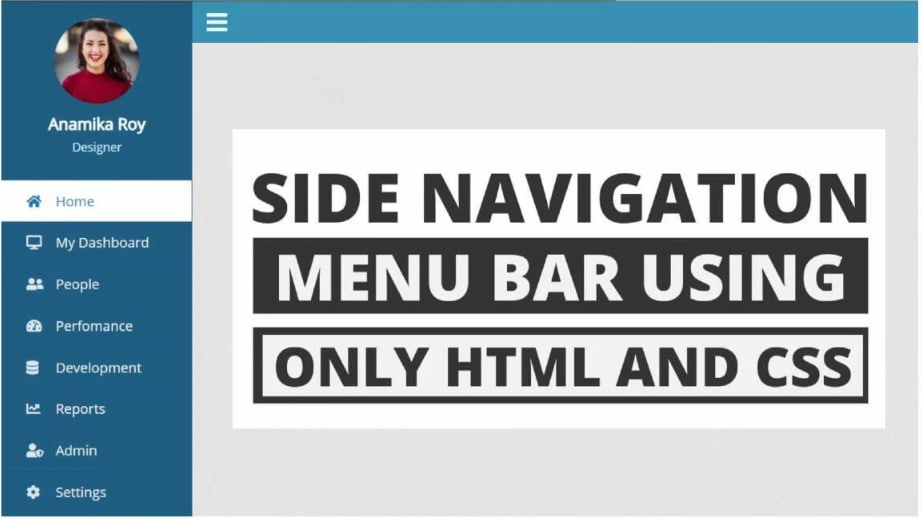 Anamika Roy
Designer
Home
My Dashboard
People
Perfomance
Development
Reports
Admin
Settings
SIDE NAVIGATION
MENU BAR USING
ONLY HTML AND CSS